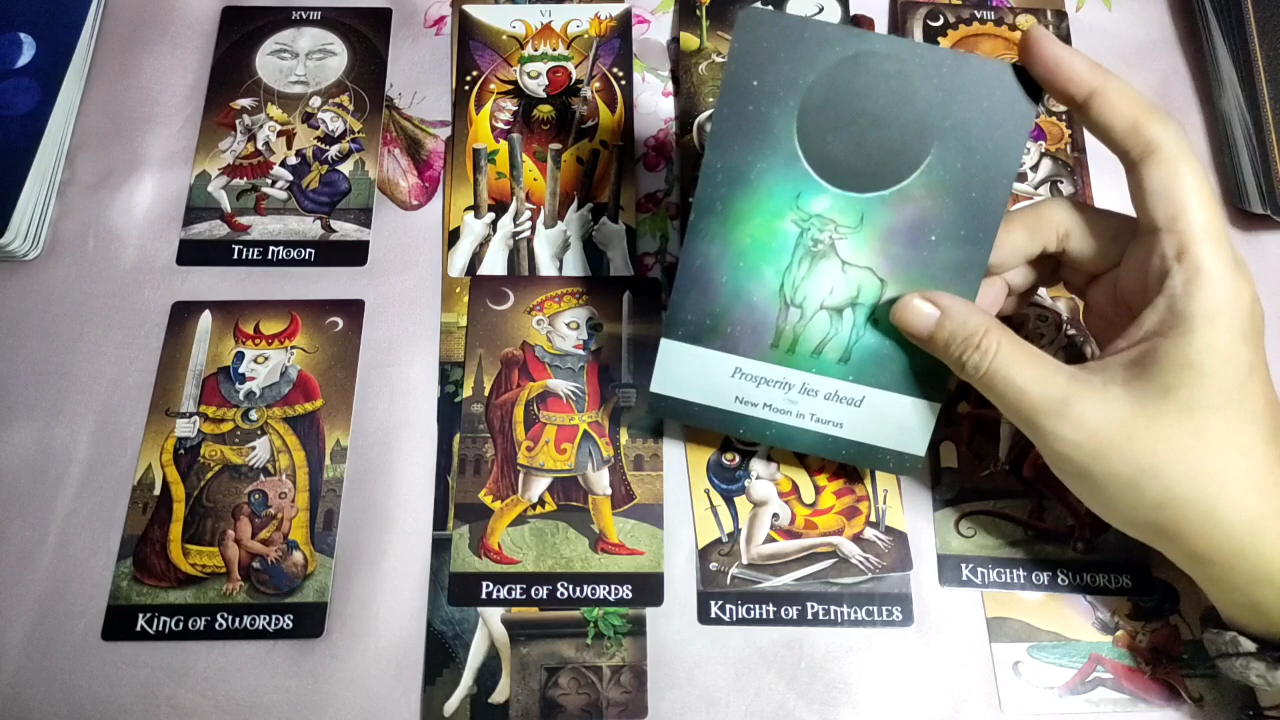 XVIII
VI
VIII
THE MOON
Prosperity lies ahead
New Moon in Taurus
KING OF SWORDS
PAGE OF SWORDS
KNIGHT OF PENTACLES
KNIGHT OF SWORDS